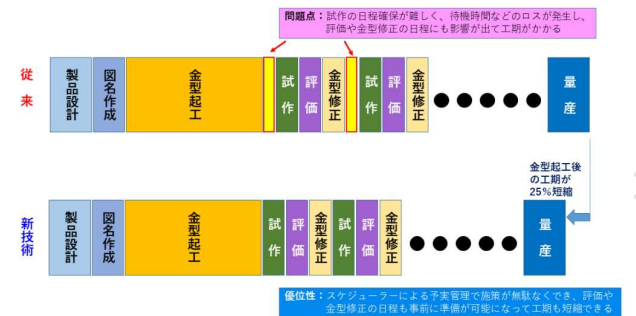 問題点：試作の日程確保が難しく、待機時間などのロスが発生し、
評価や金型修正の日程にも影響が出て工期がかかる
従来
製品設計
図名作成
金型起工
試作
評価
金型修正
試作
評価
金型修正
量産
金型起工後
の工期が
25％短縮
新技術
製品設計
図名作成
金型起工
試作
評価
金型修正
試作
評価
金型修正
量産
優位性：スケジューラーによる予実管理で施策が無駄なくでき、評価や
金型修正の日程も事前に準備が可能になって工期も短縮できる